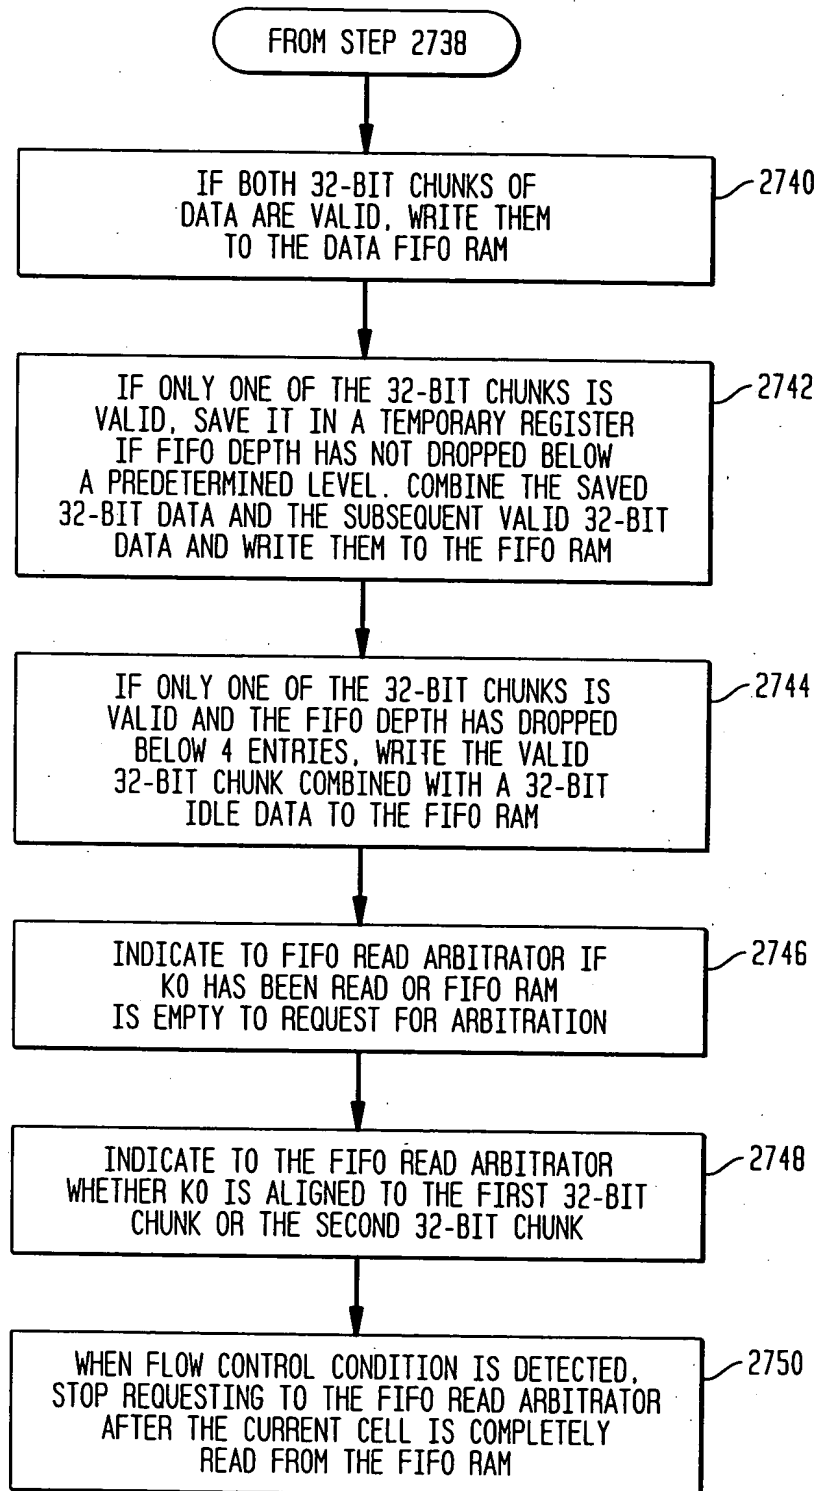 FROM STEP 2738
IF BOTH 32-BIT CHUNKS OF
DATA ARE VALID, WRITE THEM
TO THE DATA FIFO RAM
2740
IF ONLY ONE OF THE 32-BIT CHUNKS IS
VALID, SAVE IT IN A TEMPORARY REGISTER
IF FIFO DEPTH HAS NOT DROPPED BELOW
A PREDETERMINED LEVEL. COMBINE THE SAVED
32-BIT DATA AND THE SUBSEQUENT VALID 32-BIT
DATA AND WRITE THEM TO THE FIFO RAM
2742
IF ONLY ONE OF THE 32-BIT CHUNKS IS
VALID AND THE FIFO DEPTH HAS DROPPED
BELOW 4 ENTRIES, WRITE THE VALID
32-BIT CHUNK COMBINED WITH A 32-BIT
IDLE DATA TO THE FIFO RAM
2744
INDICATE TO FIFO READ ARBITRATOR IF
K0 HAS BEEN READ OR FIFO RAM
IS EMPTY TO REQUEST FOR ARBITRATION
2746
INDICATE TO THE FIFO READ ARBITRATOR
WHETHER K0 IS ALIGNED TO THE FIRST 32-BIT
CHUNK OR THE SECOND 32-BIT CHUNK
2748
WHEN FLOW CONTROL CONDITION IS DETECTED,
STOP REQUESTING TO THE FIFO READ ARBITRATOR
AFTER THE CURRENT CELL IS COMPLETELY
READ FROM THE FIFO RAM
2750